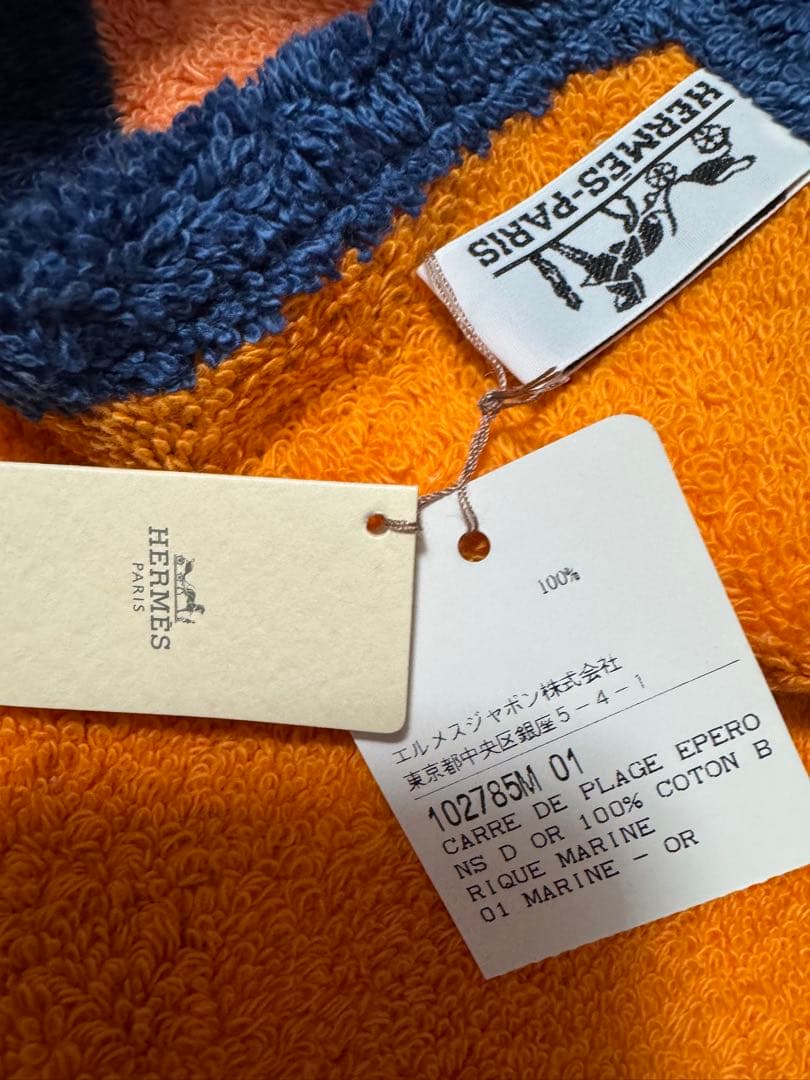 HERMES-PARIS
HERMÈS
PARIS
100%
エルメスジャポン株式会社
東京都中央区銀座5-4-1
102785M 01
CARRE DE PLAGE EPERO
NS D OR 100% COTON B
RIQUE MARINE
01 MARINE - OR